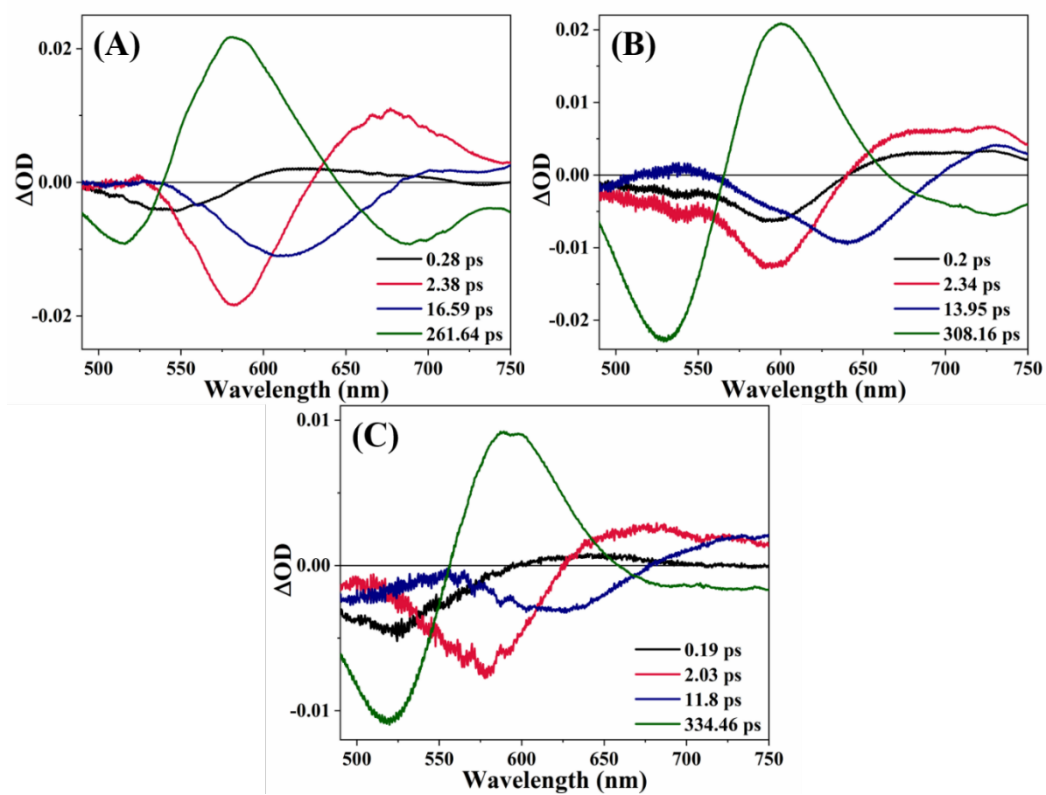 (A)
0.02
0.00
-0.02
ΔOD
0.28 ps
2.38 ps
16.59 ps
261.64 ps
500 550 600 650 700 750
Wavelength (nm)
(B)
0.02
0.01
0.00
-0.01
-0.02
ΔOD
0.2 ps
2.34 ps
13.95 ps
308.16 ps
500 550 600 650 700 750
Wavelength (nm)
(C)
0.01
0.00
-0.01
ΔOD
0.19 ps
2.03 ps
11.8 ps
334.46 ps
500 550 600 650 700 750
Wavelength (nm)